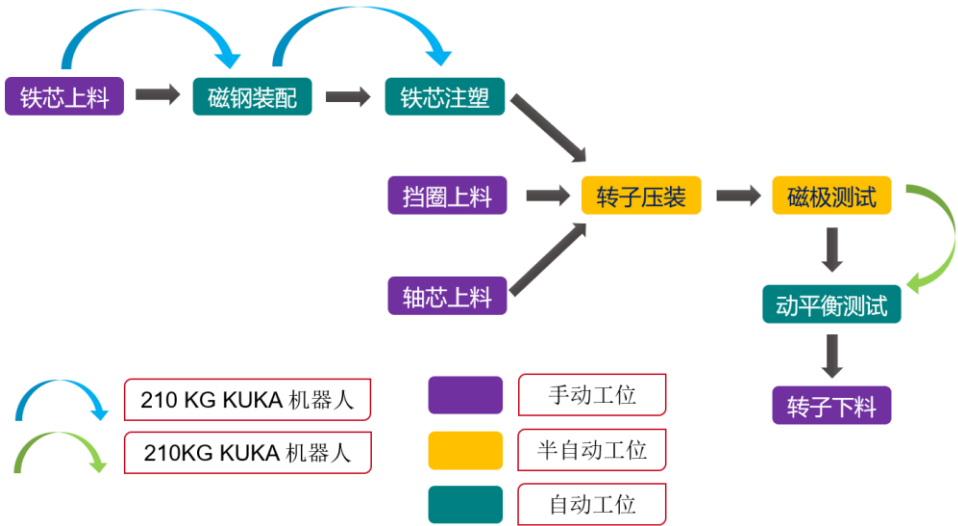 铁芯上料
磁钢装配
铁芯注塑
挡圈上料
转子压装
磁极测试
轴芯上料
动平衡测试
转子下料
210 KG KUKA 机器人
手动工位
210KG KUKA 机器人
半自动工位
自动工位